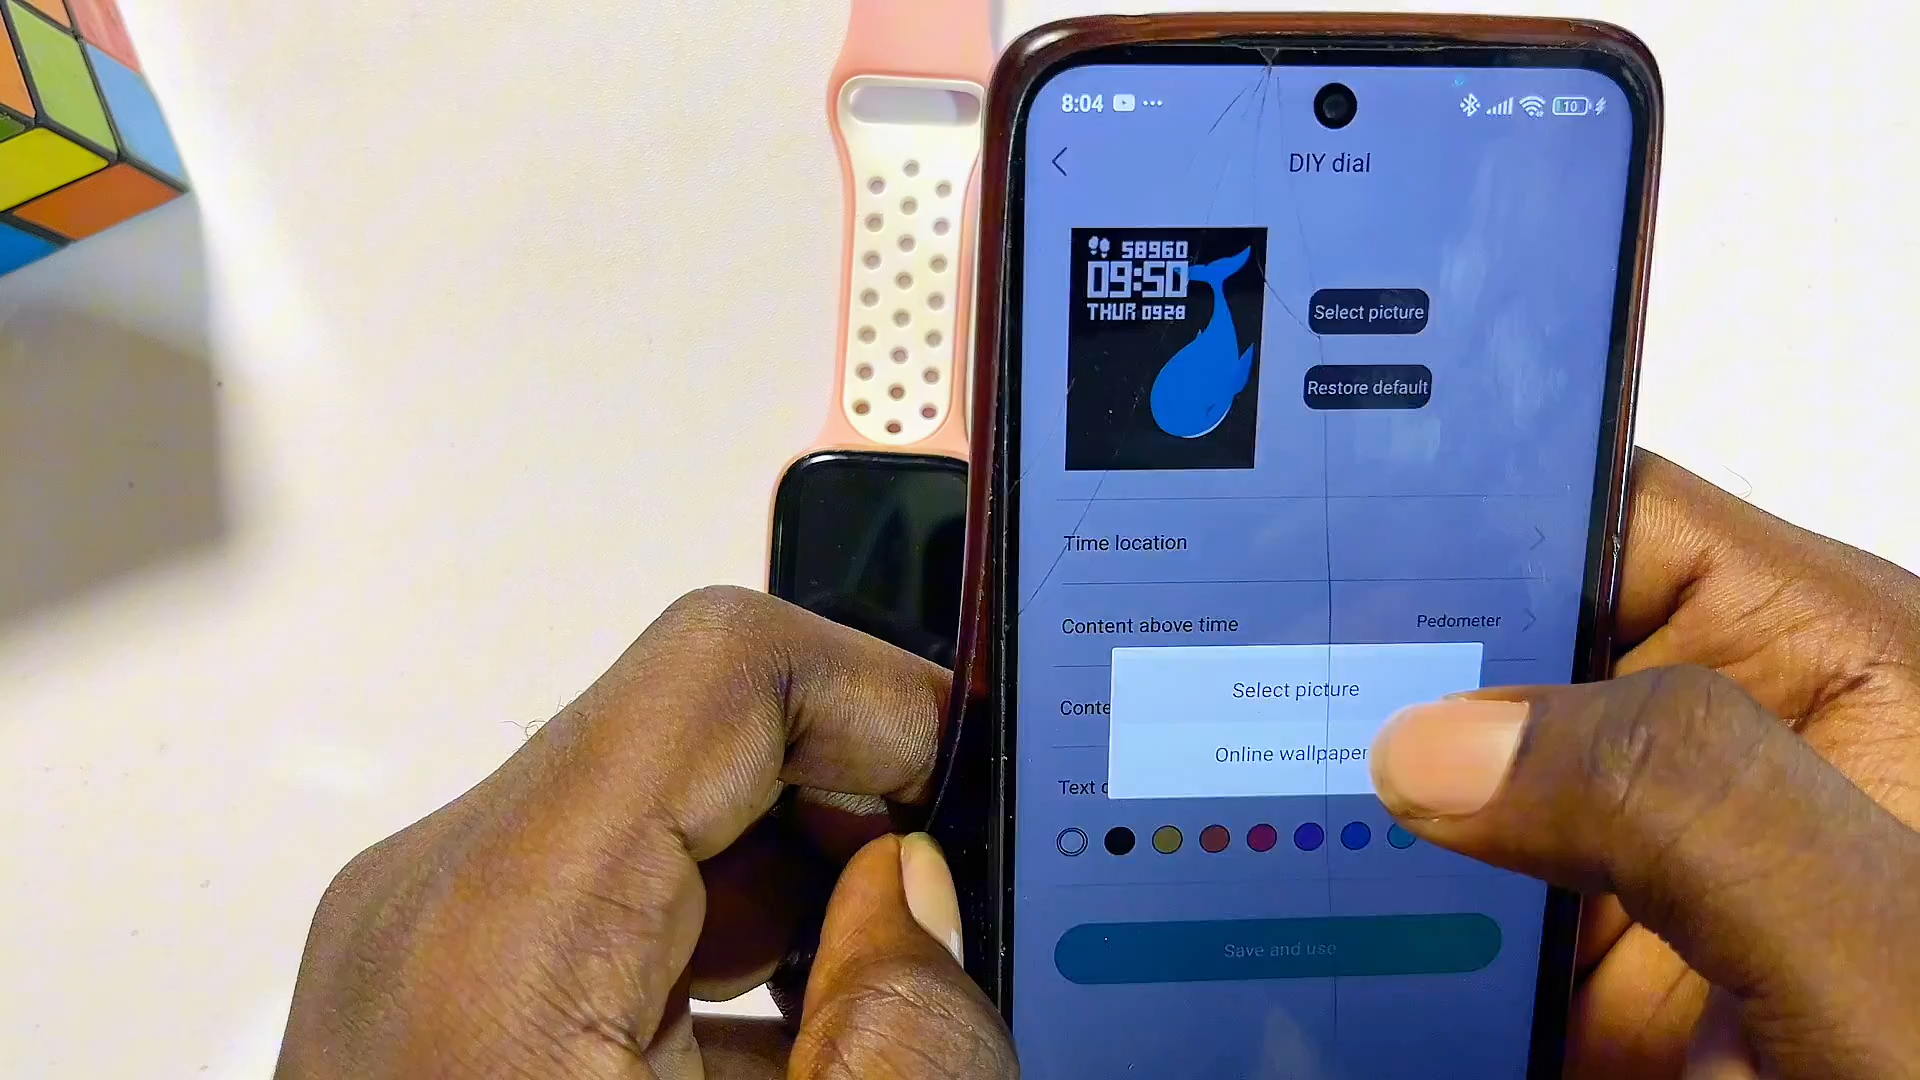 8:04
10
DIY dial
58960
09:50
THUR 0928
Select picture
Restore default
Time location
Content above time
Pedometer
Select picture
Conte
Online wallpaper
Text
Save and use